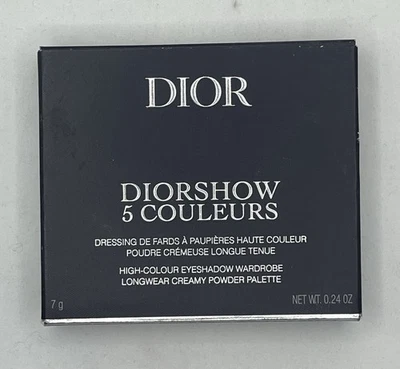 DIOR
DIORSHOW
5 COULEURS
DRESSING DE FARDS À PAUPIÈRES HAUTE COULEUR
POUDRE CRÉMEUSE LONGUE TENUE
HIGH-COLOUR EYESHADOW WARDROBE
LONGWEAR CREAMY POWDER PALETTE
7 g NET WT. 0.24 OZ